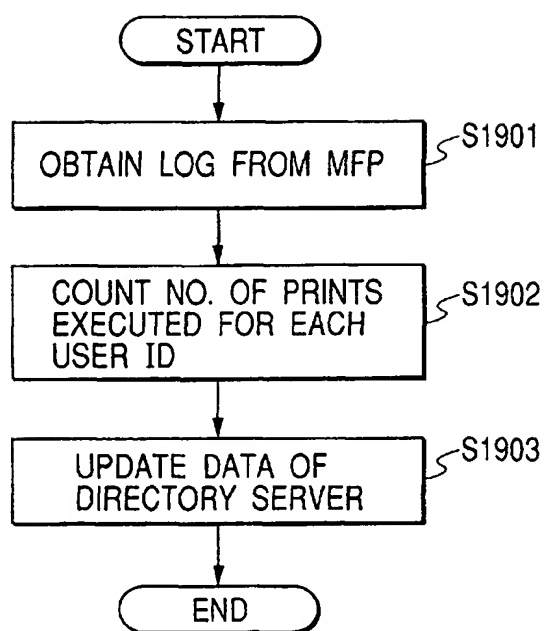 START
OBTAIN LOG FROM MFP
S1901
COUNT NO. OF PRINTS
EXECUTED FOR EACH
USER ID
S1902
UPDATE DATA OF
DIRECTORY SERVER
S1903
END